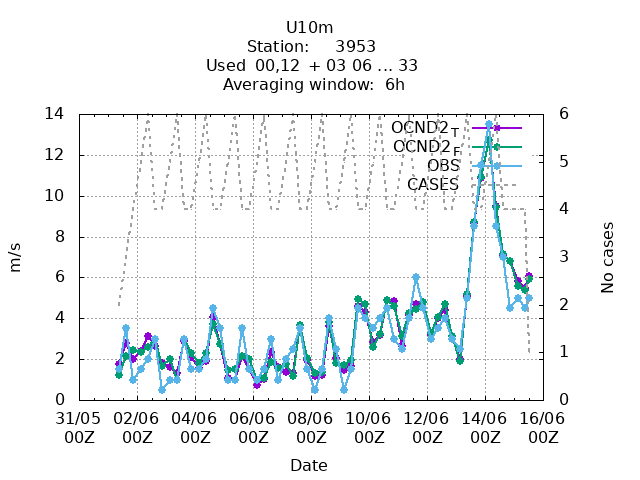 U10m
Station: 3953
Used 00,12 + 03 06 ... 33
Averaging window: 6h
14
12
10
8
6
4
2
0
m/s
6
5
4
3
2
1
0
No cases
OCND2_T
OCND2_F
OBS
CASES
31/05 02/06 04/06 06/06 08/06 10/06 12/06 14/06 16/06
00Z 00Z 00Z 00Z 00Z 00Z 00Z 00Z 00Z
Date